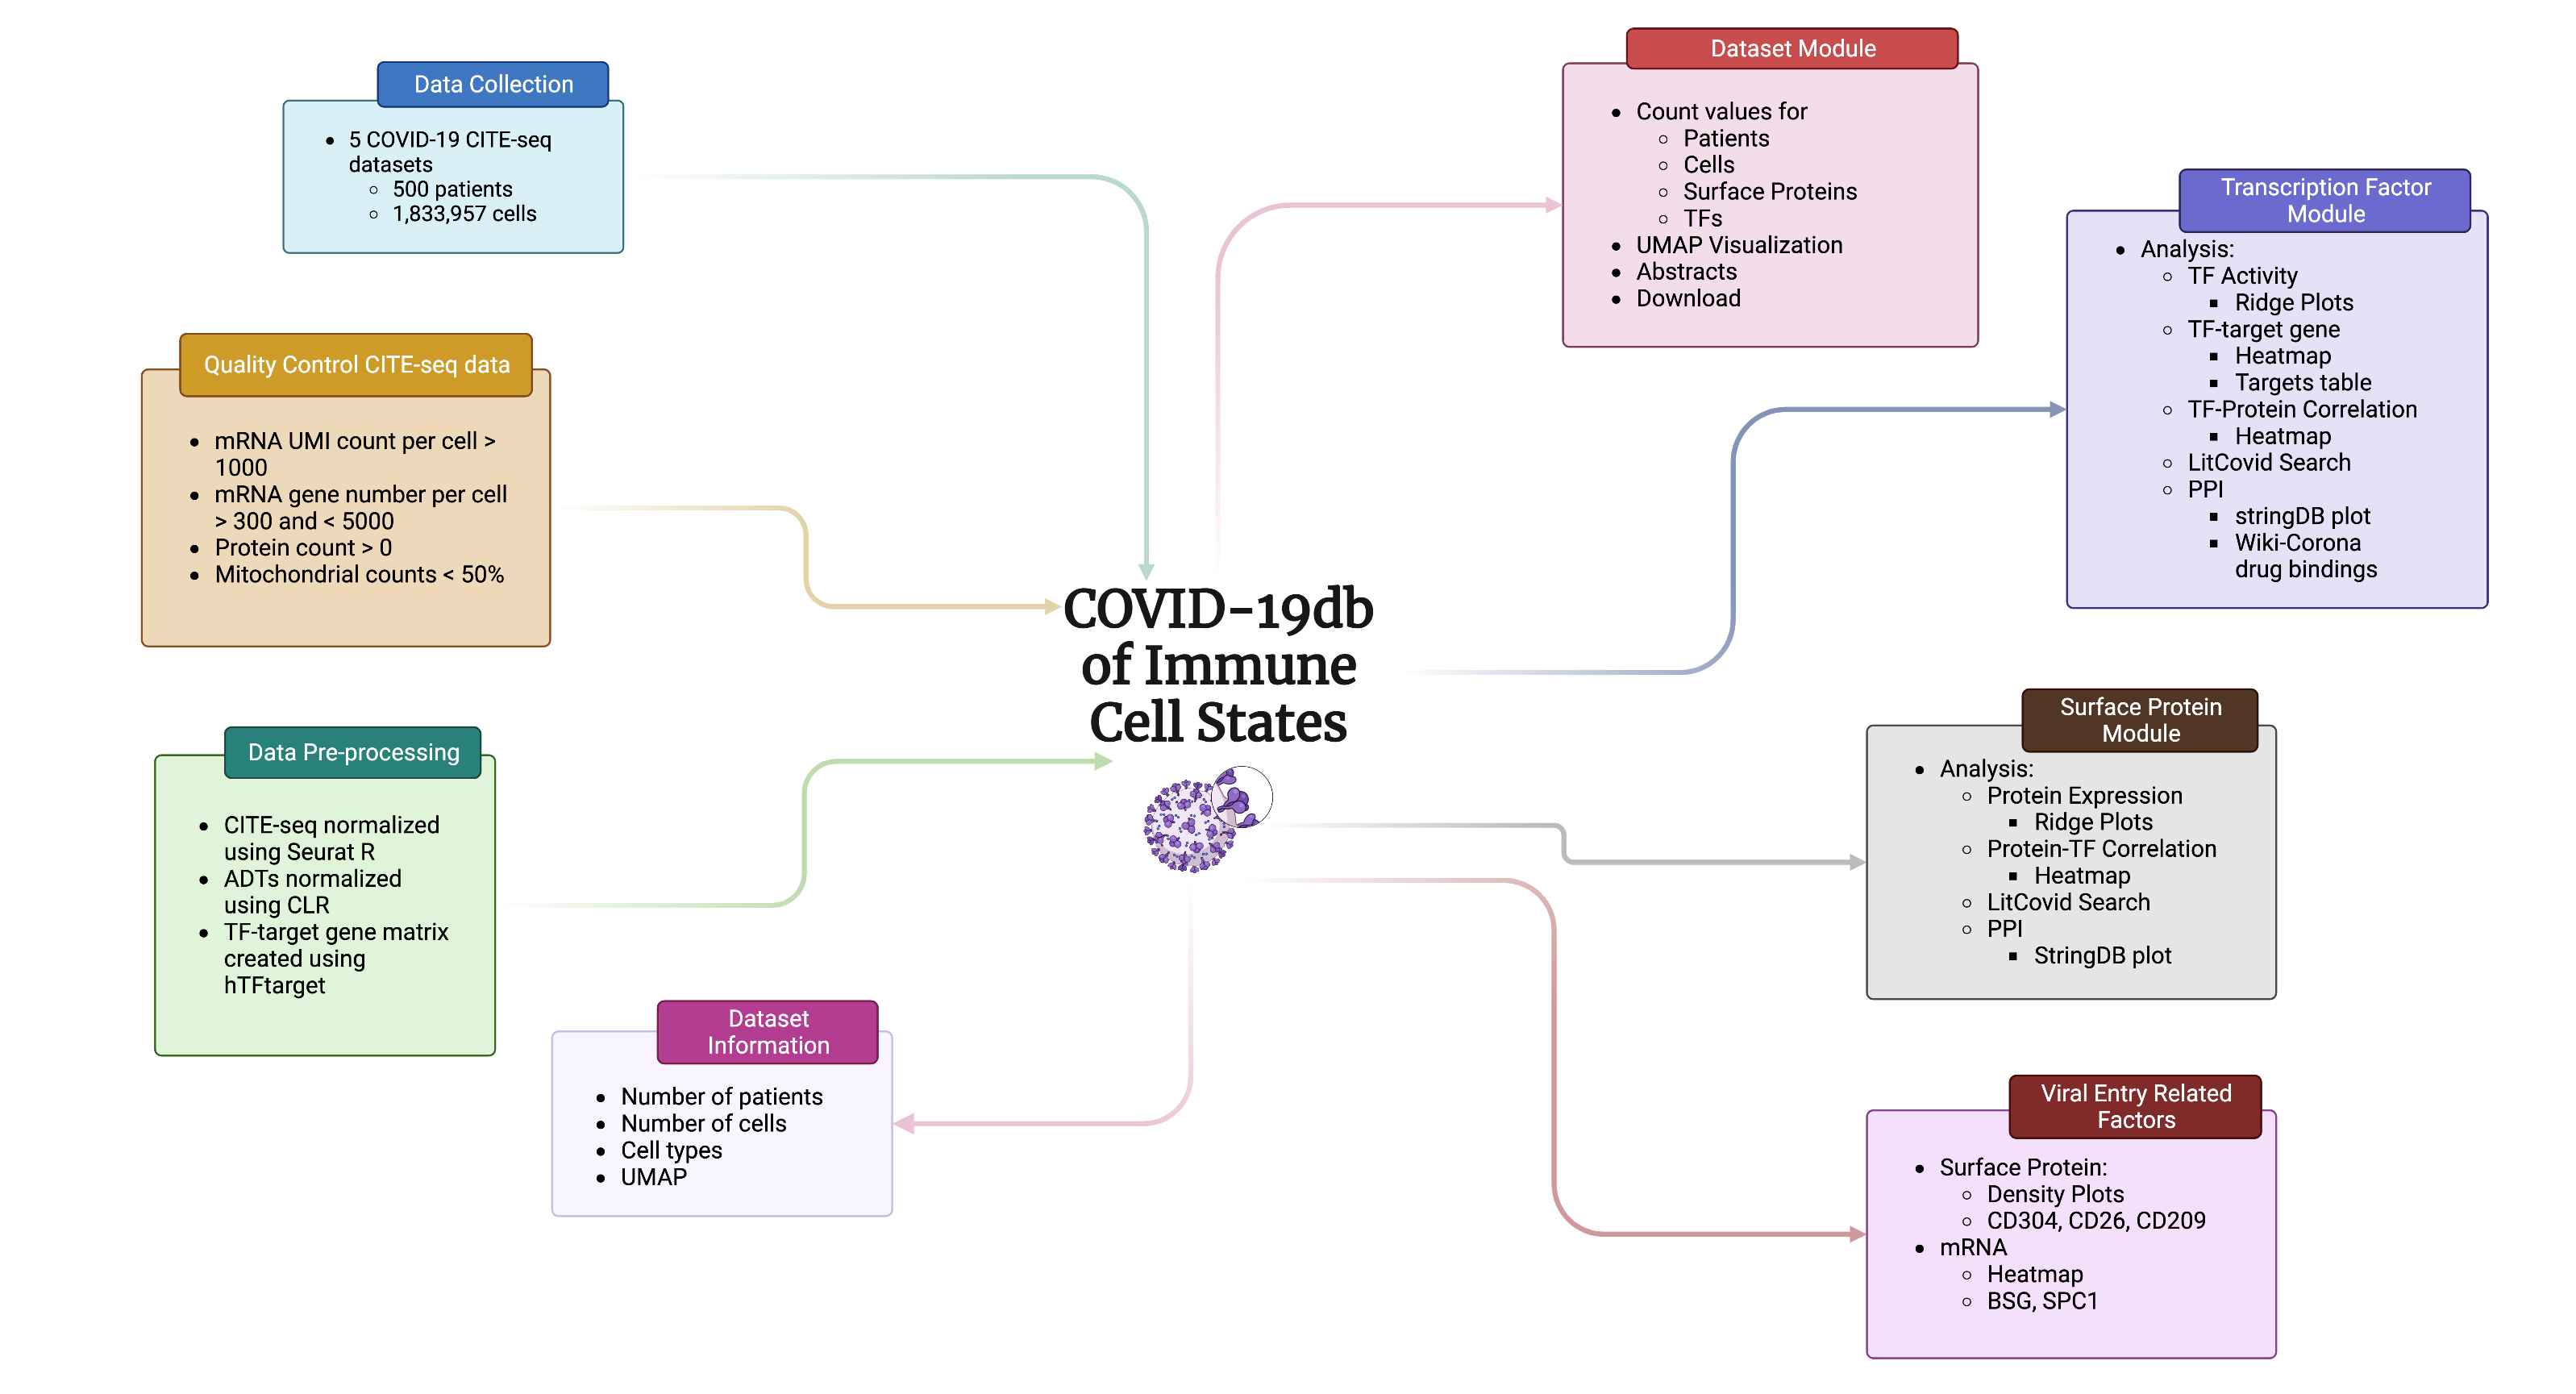 Data Collection
5 COVID-19 CITE-seq
datasets
500 patients
1,833,957 cells
Quality Control CITE-seq data
mRNA UMI count per cell >
1000
mRNA gene number per cell
> 300 and < 5000
Protein count > 0
Mitochondrial counts < 50%
Data Pre-processing
CITE-seq normalized
using Seurat R
ADTs normalized
using CLR
TF-target gene matrix
created using
hTFtarget
Dataset
Information
Number of patients
Number of cells
Cell types
UMAP
COVID-19db
of Immune
Cell States
Dataset Module
Count values for
Patients
Cells
Surface Proteins
TFs
UMAP Visualization
Abstracts
Download
Transcription Factor
Module
Analysis:
TF Activity
Ridge Plots
TF-target gene
Heatmap
Targets table
TF-Protein Correlation
Heatmap
LitCovid Search
PPI
stringDB plot
Wiki-Corona
drug bindings
Surface Protein
Module
Analysis:
Protein Expression
Ridge Plots
Protein-TF Correlation
Heatmap
LitCovid Search
PPI
StringDB plot
Viral Entry Related
Factors
Surface Protein:
Density Plots
CD304, CD26, CD209
mRNA
Heatmap
BSG, SPC1